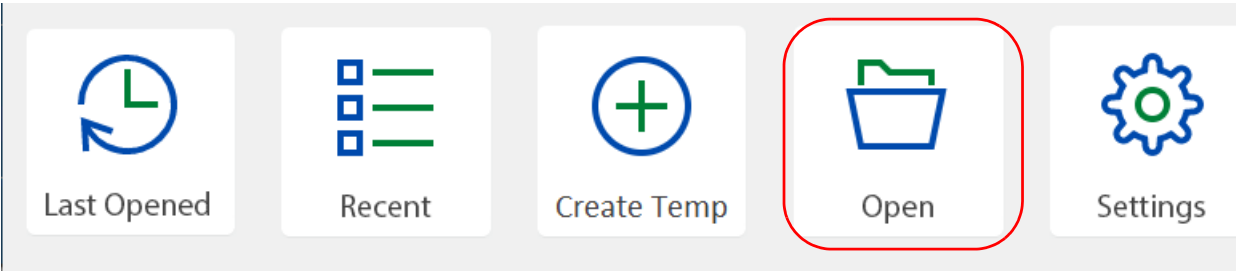 Last Opened
Recent
Create Temp
Open
Settings